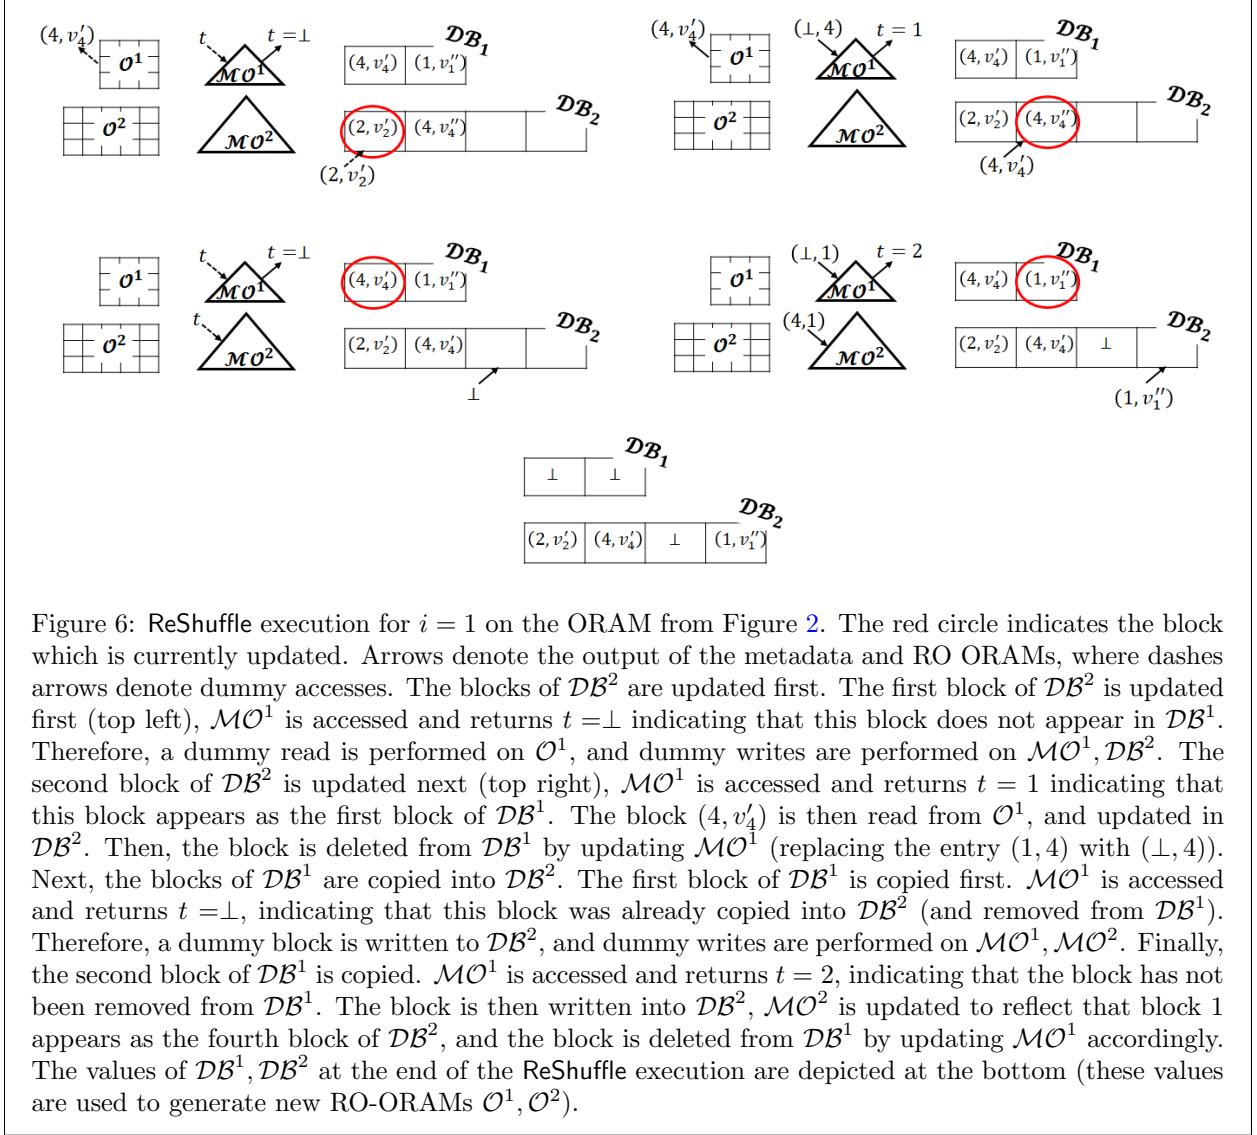 (4, v′₄) t t =⊥ 𝒟ℬ₁
𝒪¹ ℳ𝒪¹ (4, v′₄) (1, v″₁)
𝒪² ℳ𝒪² (2, v′₂) (4, v″₄) 𝒟ℬ₂
(2, v′₂)
(4, v′₄) (⊥, 4) t = 1 𝒟ℬ₁
𝒪¹ ℳ𝒪¹ (4, v′₄) (1, v″₁)
𝒪² ℳ𝒪² (2, v′₂) (4, v″₄) 𝒟ℬ₂
(4, v′₄)
t t =⊥ 𝒟ℬ₁
𝒪¹ ℳ𝒪¹ (4, v′₄) (1, v″₁)
t 𝒟ℬ₂
𝒪² ℳ𝒪² (2, v′₂) (4, v′₄)
⊥
(⊥, 1) t = 2 𝒟ℬ₁
𝒪¹ ℳ𝒪¹ (4, v′₄) (1, v″₁)
(4,1) 𝒟ℬ₂
𝒪² ℳ𝒪² (2, v′₂) (4, v′₄) ⊥
(1, v″₁)
𝒟ℬ₁
⊥ ⊥
𝒟ℬ₂
(2, v′₂) (4, v′₄) ⊥ (1, v″₁)
Figure 6: ReShuffle execution for i = 1 on the ORAM from Figure 2. The red circle indicates the block
which is currently updated. Arrows denote the output of the metadata and RO ORAMs, where dashes
arrows denote dummy accesses. The blocks of 𝒟ℬ² are updated first. The first block of 𝒟ℬ² is updated
first (top left), ℳ𝒪¹ is accessed and returns t =⊥ indicating that this block does not appear in 𝒟ℬ¹.
Therefore, a dummy read is performed on 𝒪¹, and dummy writes are performed on ℳ𝒪¹, 𝒟ℬ². The
second block of 𝒟ℬ² is updated next (top right), ℳ𝒪¹ is accessed and returns t = 1 indicating that
this block appears as the first block of 𝒟ℬ¹. The block (4, v′₄) is then read from 𝒪¹, and updated in
𝒟ℬ². Then, the block is deleted from 𝒟ℬ¹ by updating ℳ𝒪¹ (replacing the entry (1, 4) with (⊥, 4)).
Next, the blocks of 𝒟ℬ¹ are copied into 𝒟ℬ². The first block of 𝒟ℬ¹ is copied first. ℳ𝒪¹ is accessed
and returns t =⊥, indicating that this block was already copied into 𝒟ℬ² (and removed from 𝒟ℬ¹).
Therefore, a dummy block is written to 𝒟ℬ², and dummy writes are performed on ℳ𝒪¹, ℳ𝒪². Finally,
the second block of 𝒟ℬ¹ is copied. ℳ𝒪¹ is accessed and returns t = 2, indicating that the block has not
been removed from 𝒟ℬ¹. The block is then written into 𝒟ℬ², ℳ𝒪² is updated to reflect that block 1
appears as the fourth block of 𝒟ℬ², and the block is deleted from 𝒟ℬ¹ by updating ℳ𝒪¹ accordingly.
The values of 𝒟ℬ¹, 𝒟ℬ² at the end of the ReShuffle execution are depicted at the bottom (these values
are used to generate new RO-ORAMs 𝒪¹, 𝒪²).